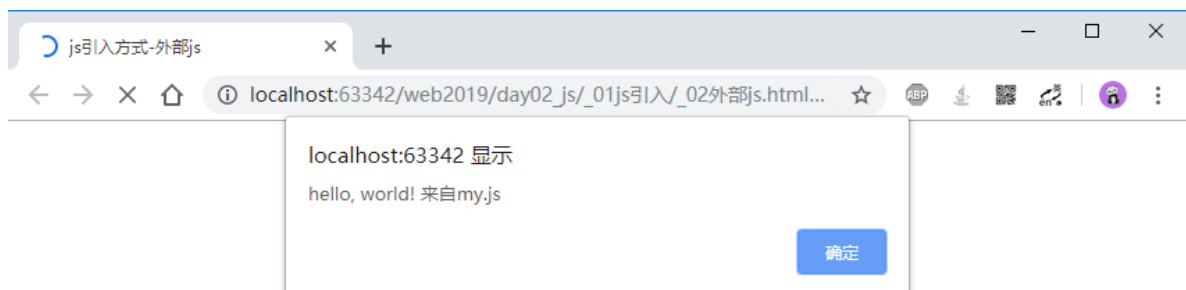 js引入方式-外部js
localhost:63342/web2019/day02_js/_01js引入/_02外部js.html...
ABP
en
localhost:63342 显示
hello, world! 来自my.js
确定